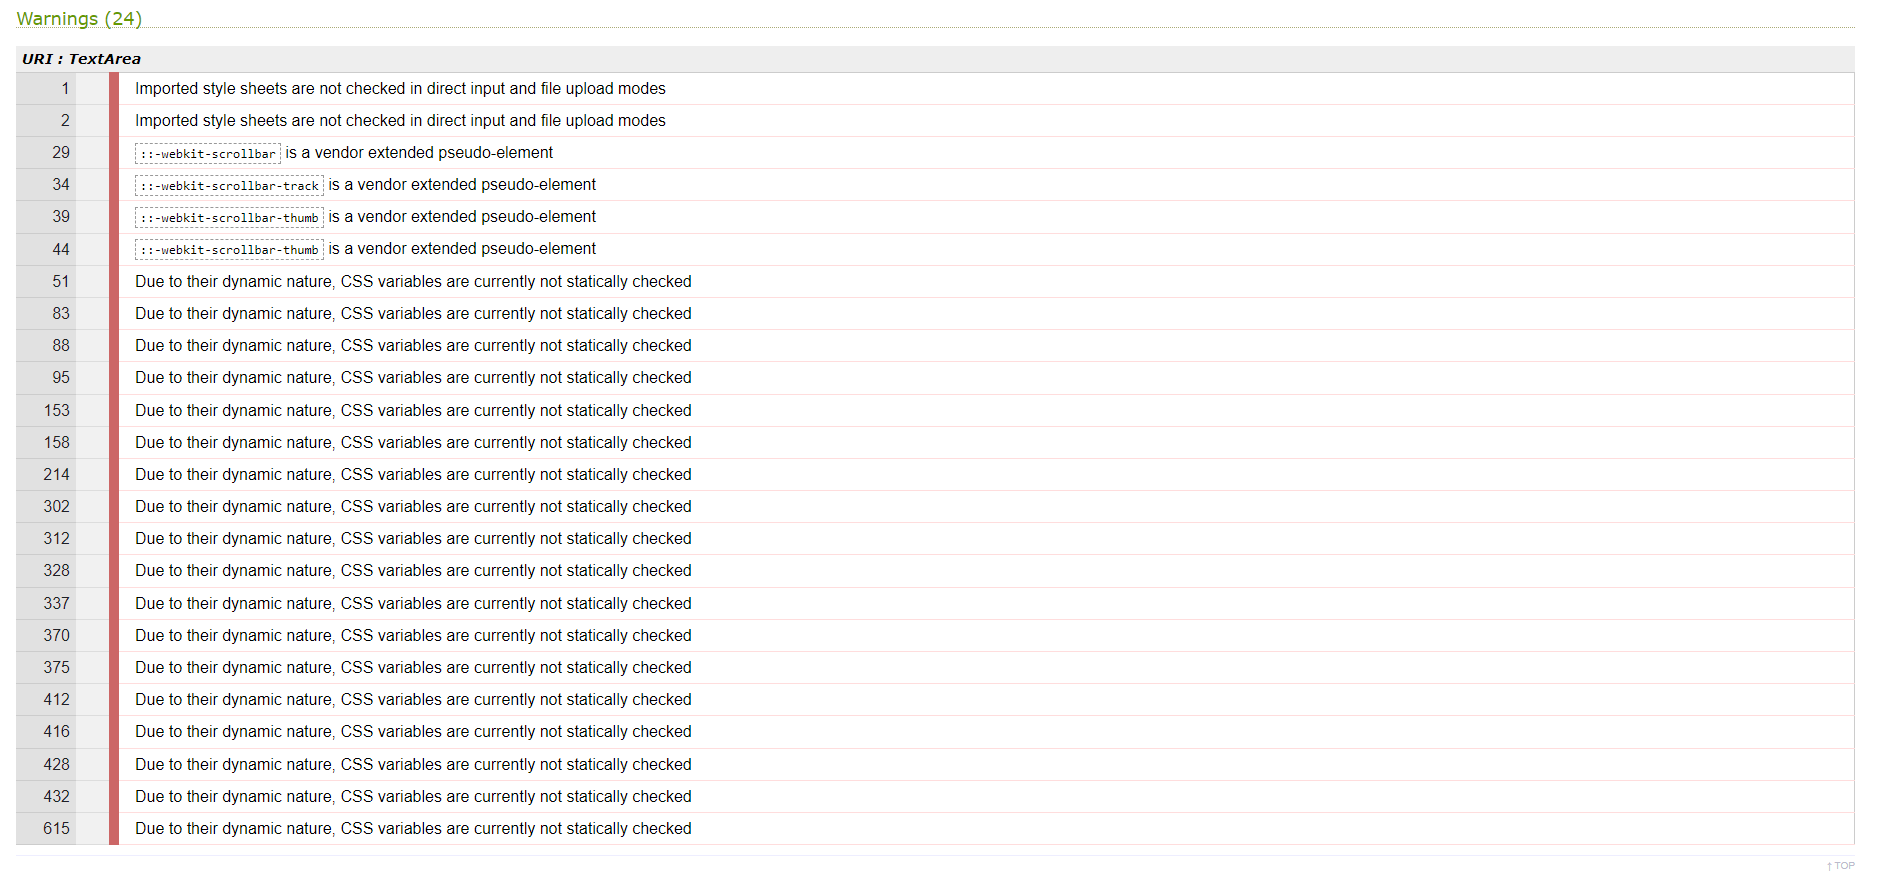 Warnings (24)
URI : TextArea
1 Imported style sheets are not checked in direct input and file upload modes
2 Imported style sheets are not checked in direct input and file upload modes
29 ::-webkit-scrollbar is a vendor extended pseudo-element
34 ::-webkit-scrollbar-track is a vendor extended pseudo-element
39 ::-webkit-scrollbar-thumb is a vendor extended pseudo-element
44 ::-webkit-scrollbar-thumb is a vendor extended pseudo-element
51 Due to their dynamic nature, CSS variables are currently not statically checked
83 Due to their dynamic nature, CSS variables are currently not statically checked
88 Due to their dynamic nature, CSS variables are currently not statically checked
95 Due to their dynamic nature, CSS variables are currently not statically checked
153 Due to their dynamic nature, CSS variables are currently not statically checked
158 Due to their dynamic nature, CSS variables are currently not statically checked
214 Due to their dynamic nature, CSS variables are currently not statically checked
302 Due to their dynamic nature, CSS variables are currently not statically checked
312 Due to their dynamic nature, CSS variables are currently not statically checked
328 Due to their dynamic nature, CSS variables are currently not statically checked
337 Due to their dynamic nature, CSS variables are currently not statically checked
370 Due to their dynamic nature, CSS variables are currently not statically checked
375 Due to their dynamic nature, CSS variables are currently not statically checked
412 Due to their dynamic nature, CSS variables are currently not statically checked
416 Due to their dynamic nature, CSS variables are currently not statically checked
428 Due to their dynamic nature, CSS variables are currently not statically checked
432 Due to their dynamic nature, CSS variables are currently not statically checked
615 Due to their dynamic nature, CSS variables are currently not statically checked
↑ TOP